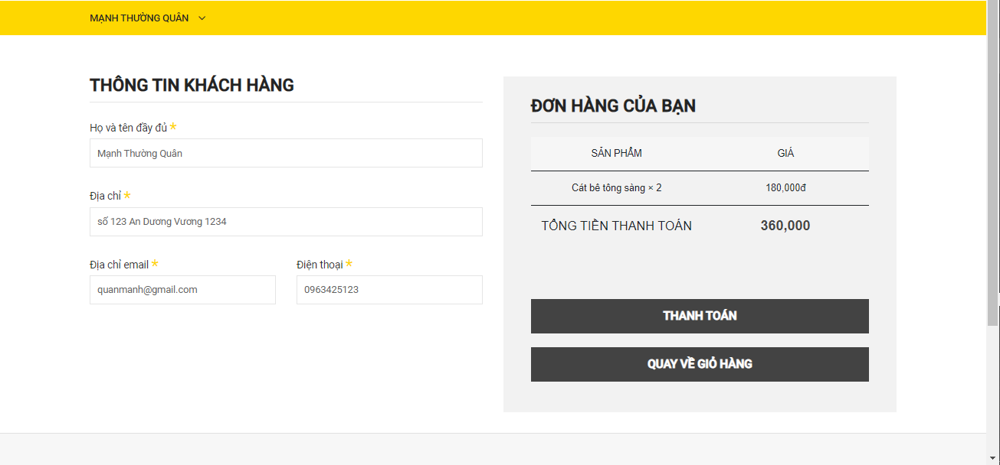 MẠNH THƯỜNG QUÂN
THÔNG TIN KHÁCH HÀNG
Họ và tên đầy đủ *
Mạnh Thường Quân
Địa chỉ *
số 123 An Dương Vương 1234
Địa chỉ email *
Điện thoại *
quanmanh@gmail.com
0963425123
ĐƠN HÀNG CỦA BẠN
SẢN PHẨM GIÁ
Cát bê tông sàng × 2 180,000đ
TỔNG TIỀN THANH TOÁN 360,000
THANH TOÁN
QUAY VỀ GIỎ HÀNG